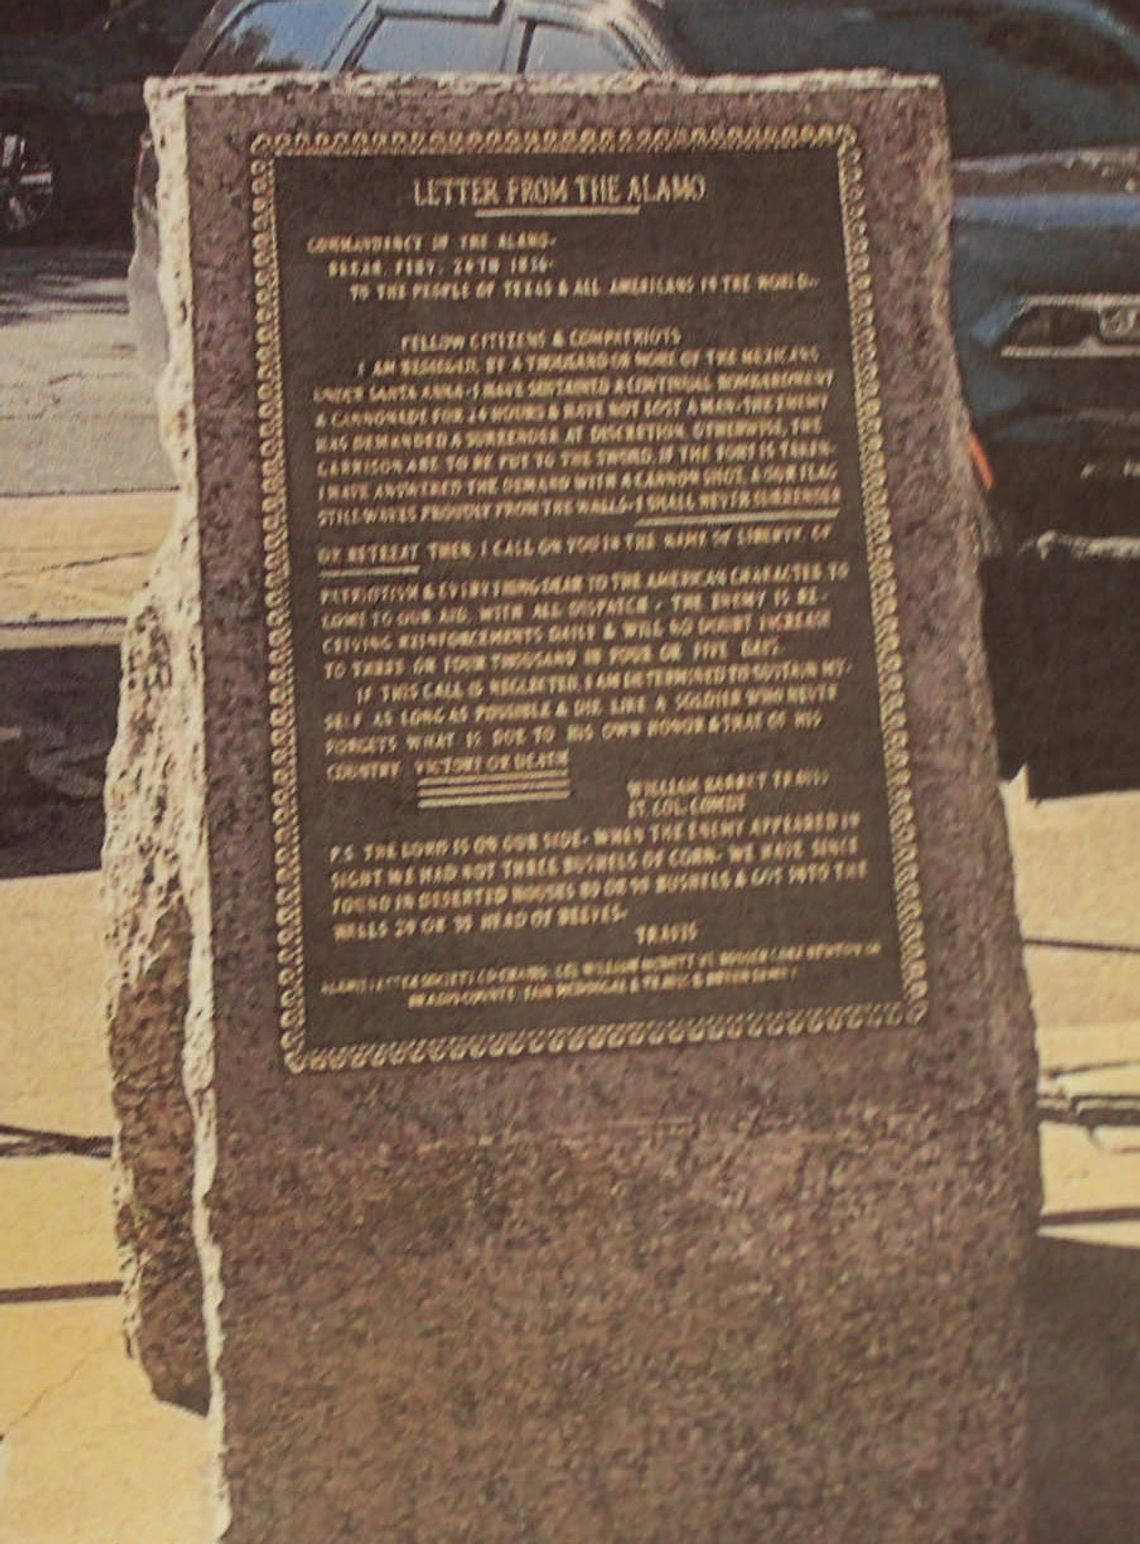 LETTER FROM THE ALAMO
COMMANDANCY OF THE ALAMO-
BEJAR, FEBY. 24TH 1836-
TO THE PEOPLE OF TEXAS & ALL AMERICANS IN THE WORLD-
FELLOW CITIZENS & COMPATRIOTS
I AM BESIEGED, BY A THOUSAND OR MORE OF THE MEXICANS
UNDER SANTA ANNA-I HAVE SUSTAINED A CONTINUAL BOMBARDMENT
& CANNONADE FOR 24 HOURS & HAVE NOT LOST A MAN-THE ENEMY
HAS DEMANDED A SURRENDER AT DISCRETION, OTHERWISE, THE
GARRISON ARE TO BE PUT TO THE SWORD, IF THE FORT IS TAKEN-
I HAVE ANSWERED THE DEMAND WITH A CANNON SHOT, & OUR FLAG
STILL WAVES PROUDLY FROM THE WALLS-I SHALL NEVER SURRENDER
OR RETREAT THEN, I CALL ON YOU IN THE NAME OF LIBERTY, OF
PATRIOTISM & EVERYTHING DEAR TO THE AMERICAN CHARACTER, TO
COME TO OUR AID, WITH ALL DISPATCH- THE ENEMY IS RE-
CEIVING REINFORCEMENTS DAILY & WILL NO DOUBT INCREASE
TO THREE OR FOUR THOUSAND IN FOUR OR FIVE DAYS.
IF THIS CALL IS NEGLECTED, I AM DETERMINED TO SUSTAIN MY-
SELF AS LONG AS POSSIBLE & DIE LIKE A SOLDIER WHO NEVER
FORGETS WHAT IS DUE TO HIS OWN HONOR & THAT OF HIS
COUNTRY VICTORY OR DEATH
WILLIAM BARRET TRAVIS
LT. COL. COMDT
P.S. THE LORD IS ON OUR SIDE- WHEN THE ENEMY APPEARED IN
SIGHT WE HAD NOT THREE BUSHELS OF CORN- WE HAVE SINCE
FOUND IN DESERTED HOUSES 80 OR 90 BUSHELS & GOT INTO THE
WALLS 20 OR 30 HEAD OF BEEVES-
TRAVIS